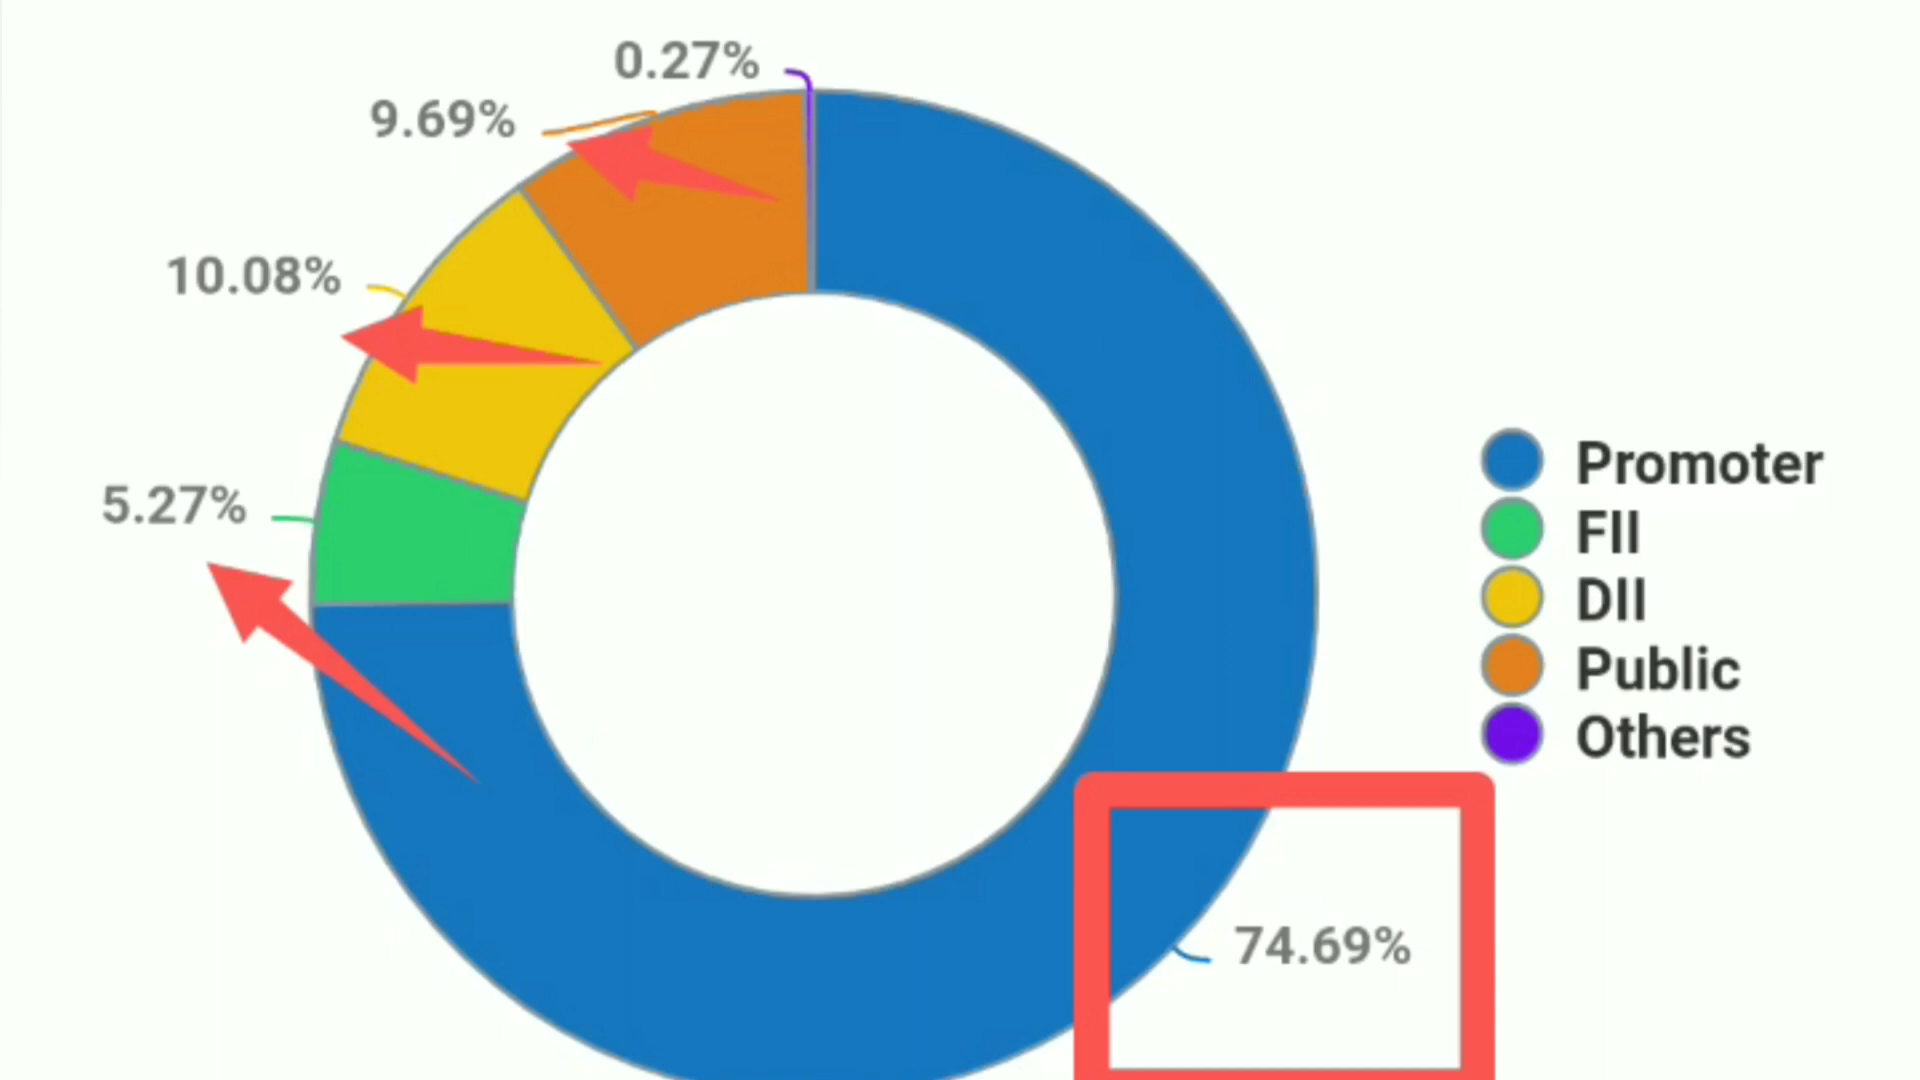 0.27%
9.69%
10.08%
5.27%
74.69%
Promoter
FII
DII
Public
Others